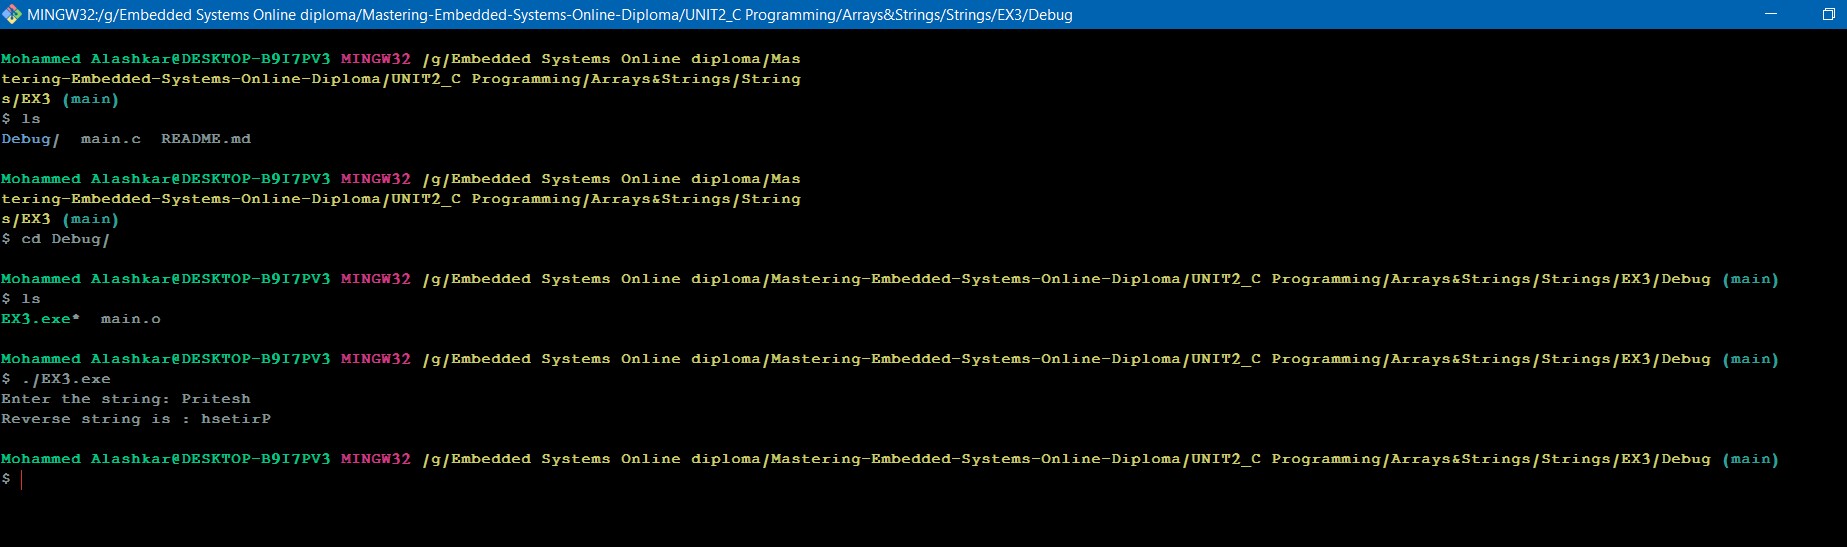 MINGW32:/g/Embedded Systems Online diploma/Mastering-Embedded-Systems-Online-Diploma/UNIT2_C Programming/Arrays&Strings/Strings/EX3/Debug
Mohammed Alashkar@DESKTOP-B9I7PV3 MINGW32 /g/Embedded Systems Online diploma/Mas
tering-Embedded-Systems-Online-Diploma/UNIT2_C Programming/Arrays&Strings/String
s/EX3 (main)
$ ls
Debug/  main.c  README.md
Mohammed Alashkar@DESKTOP-B9I7PV3 MINGW32 /g/Embedded Systems Online diploma/Mas
tering-Embedded-Systems-Online-Diploma/UNIT2_C Programming/Arrays&Strings/String
s/EX3 (main)
$ cd Debug/
Mohammed Alashkar@DESKTOP-B9I7PV3 MINGW32 /g/Embedded Systems Online diploma/Mastering-Embedded-Systems-Online-Diploma/UNIT2_C Programming/Arrays&Strings/Strings/EX3/Debug (main)
$ ls
EX3.exe*  main.o
Mohammed Alashkar@DESKTOP-B9I7PV3 MINGW32 /g/Embedded Systems Online diploma/Mastering-Embedded-Systems-Online-Diploma/UNIT2_C Programming/Arrays&Strings/Strings/EX3/Debug (main)
$ ./EX3.exe
Enter the string: Pritesh
Reverse string is : hsetirP
Mohammed Alashkar@DESKTOP-B9I7PV3 MINGW32 /g/Embedded Systems Online diploma/Mastering-Embedded-Systems-Online-Diploma/UNIT2_C Programming/Arrays&Strings/Strings/EX3/Debug (main)
$